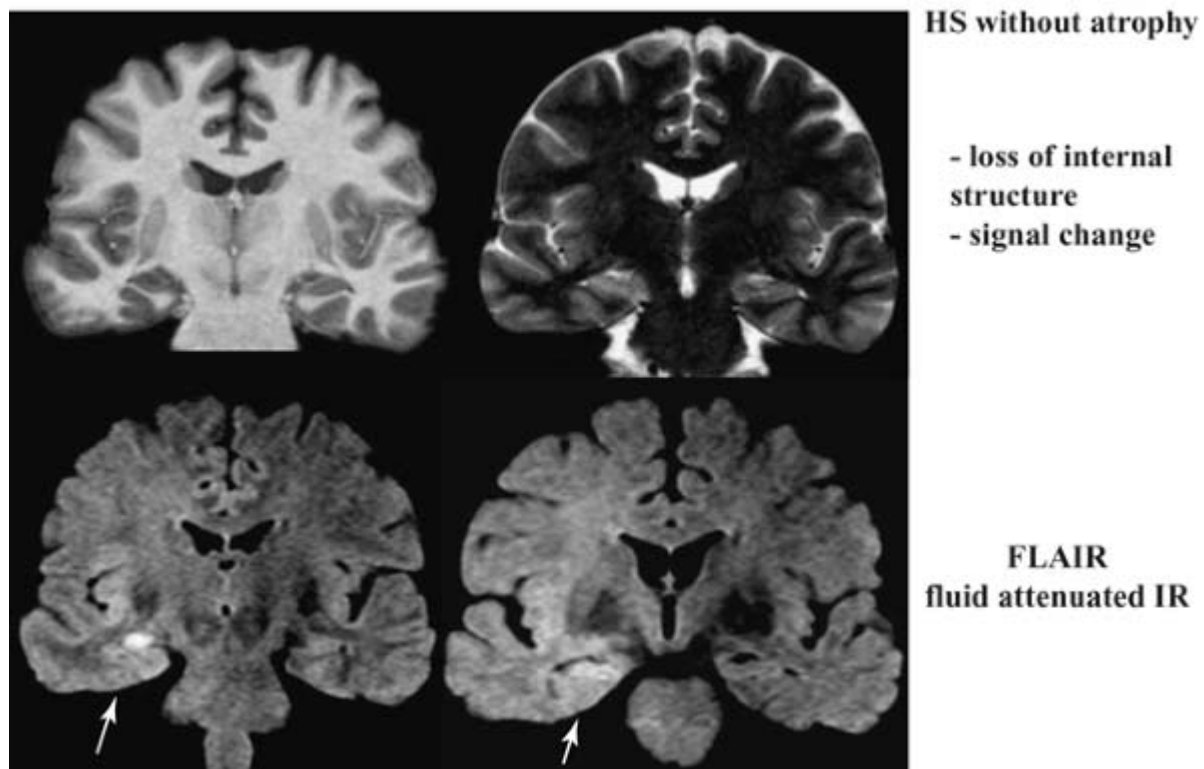 HS without atrophy
- loss of internal
structure
- signal change
FLAIR
fluid attenuated IR